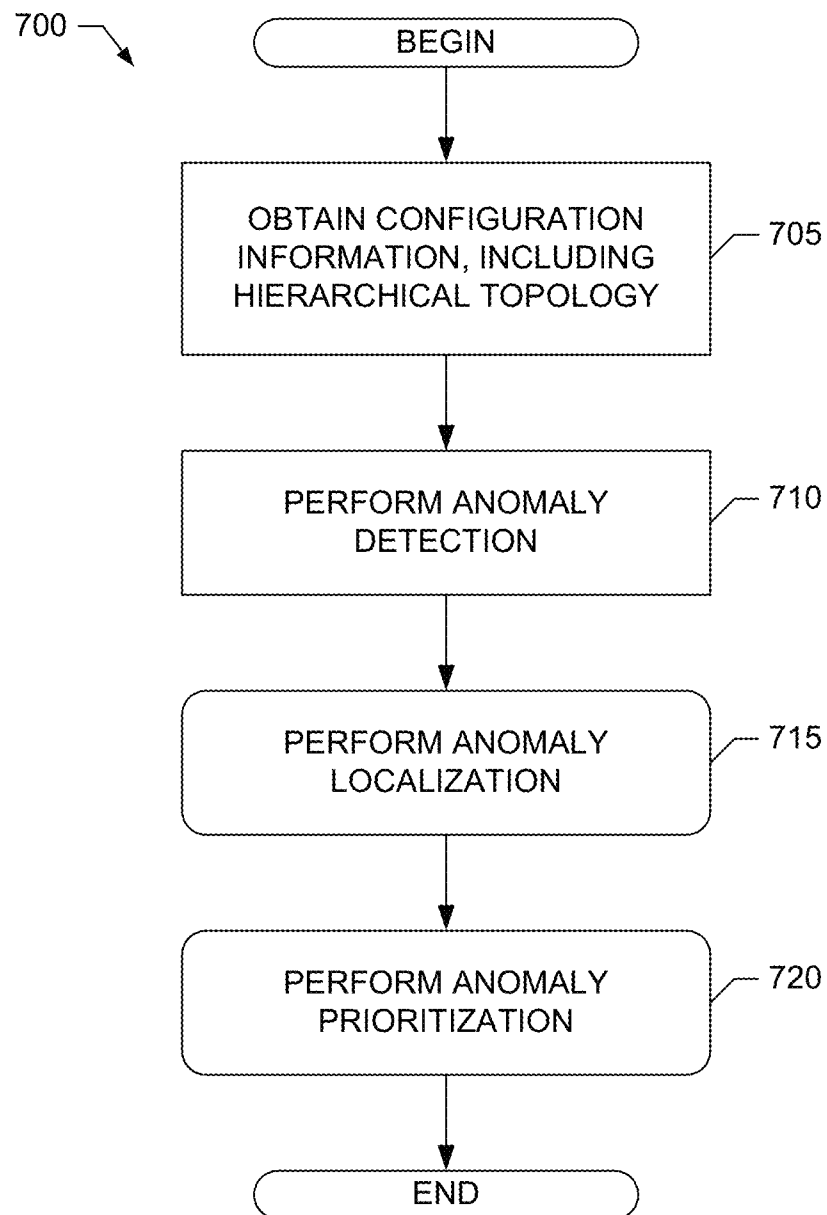 700
BEGIN
OBTAIN CONFIGURATION
INFORMATION, INCLUDING
HIERARCHICAL TOPOLOGY
705
PERFORM ANOMALY
DETECTION
710
PERFORM ANOMALY
LOCALIZATION
715
PERFORM ANOMALY
PRIORITIZATION
720
END